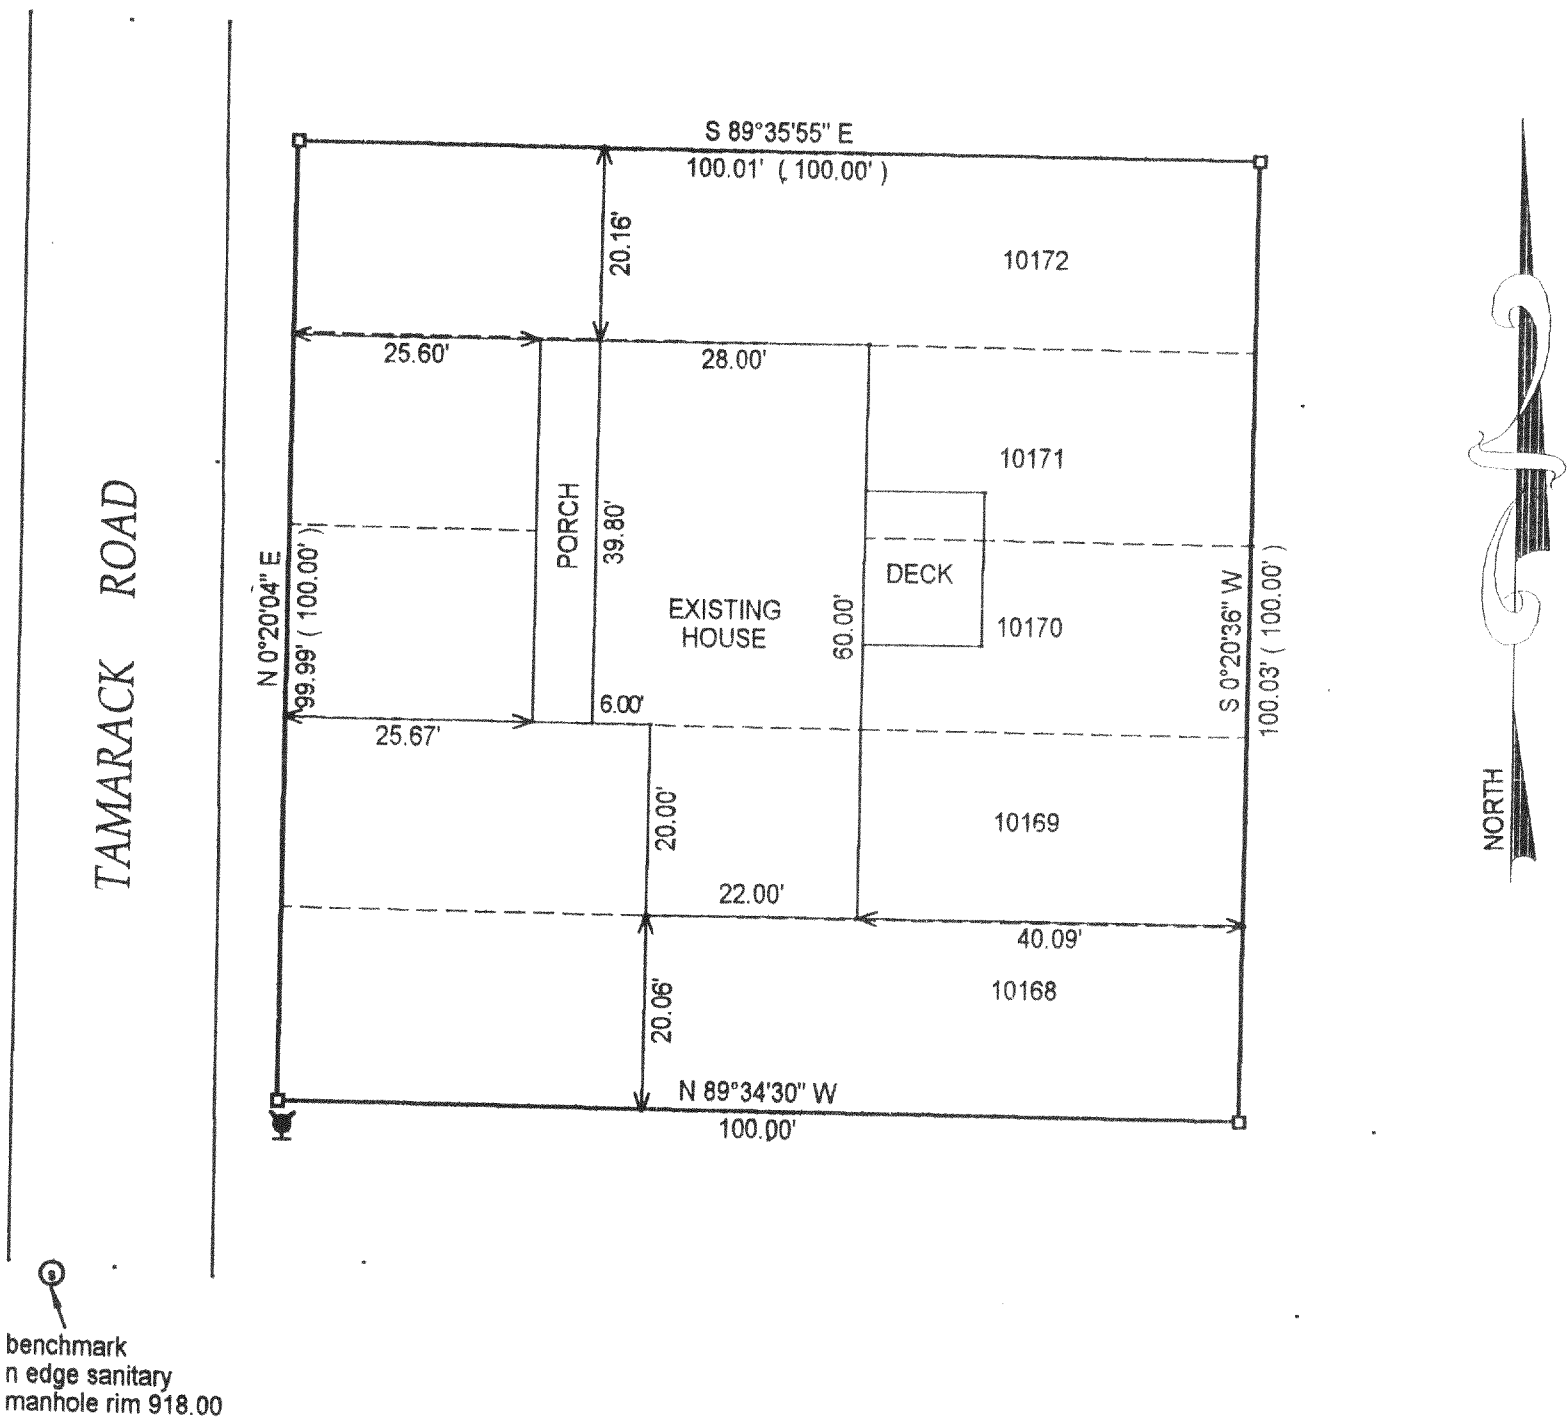 S 89°35'55" E
100.01' ( 100.00' )
20.16'
10172
25.60'
28.00'
10171
PORCH
39.80'
DECK
TAMARACK ROAD
N 0°20'04" E
99.99' ( 100.00' )
EXISTING
HOUSE
60.00'
10170
S 0°20'36" W
100.03' ( 100.00' )
6.00'
25.67'
20.00'
10169
NORTH
22.00'
40.09'
20.06'
10168
N 89°34'30" W
100.00'
s
benchmark
n edge sanitary
manhole rim 918.00